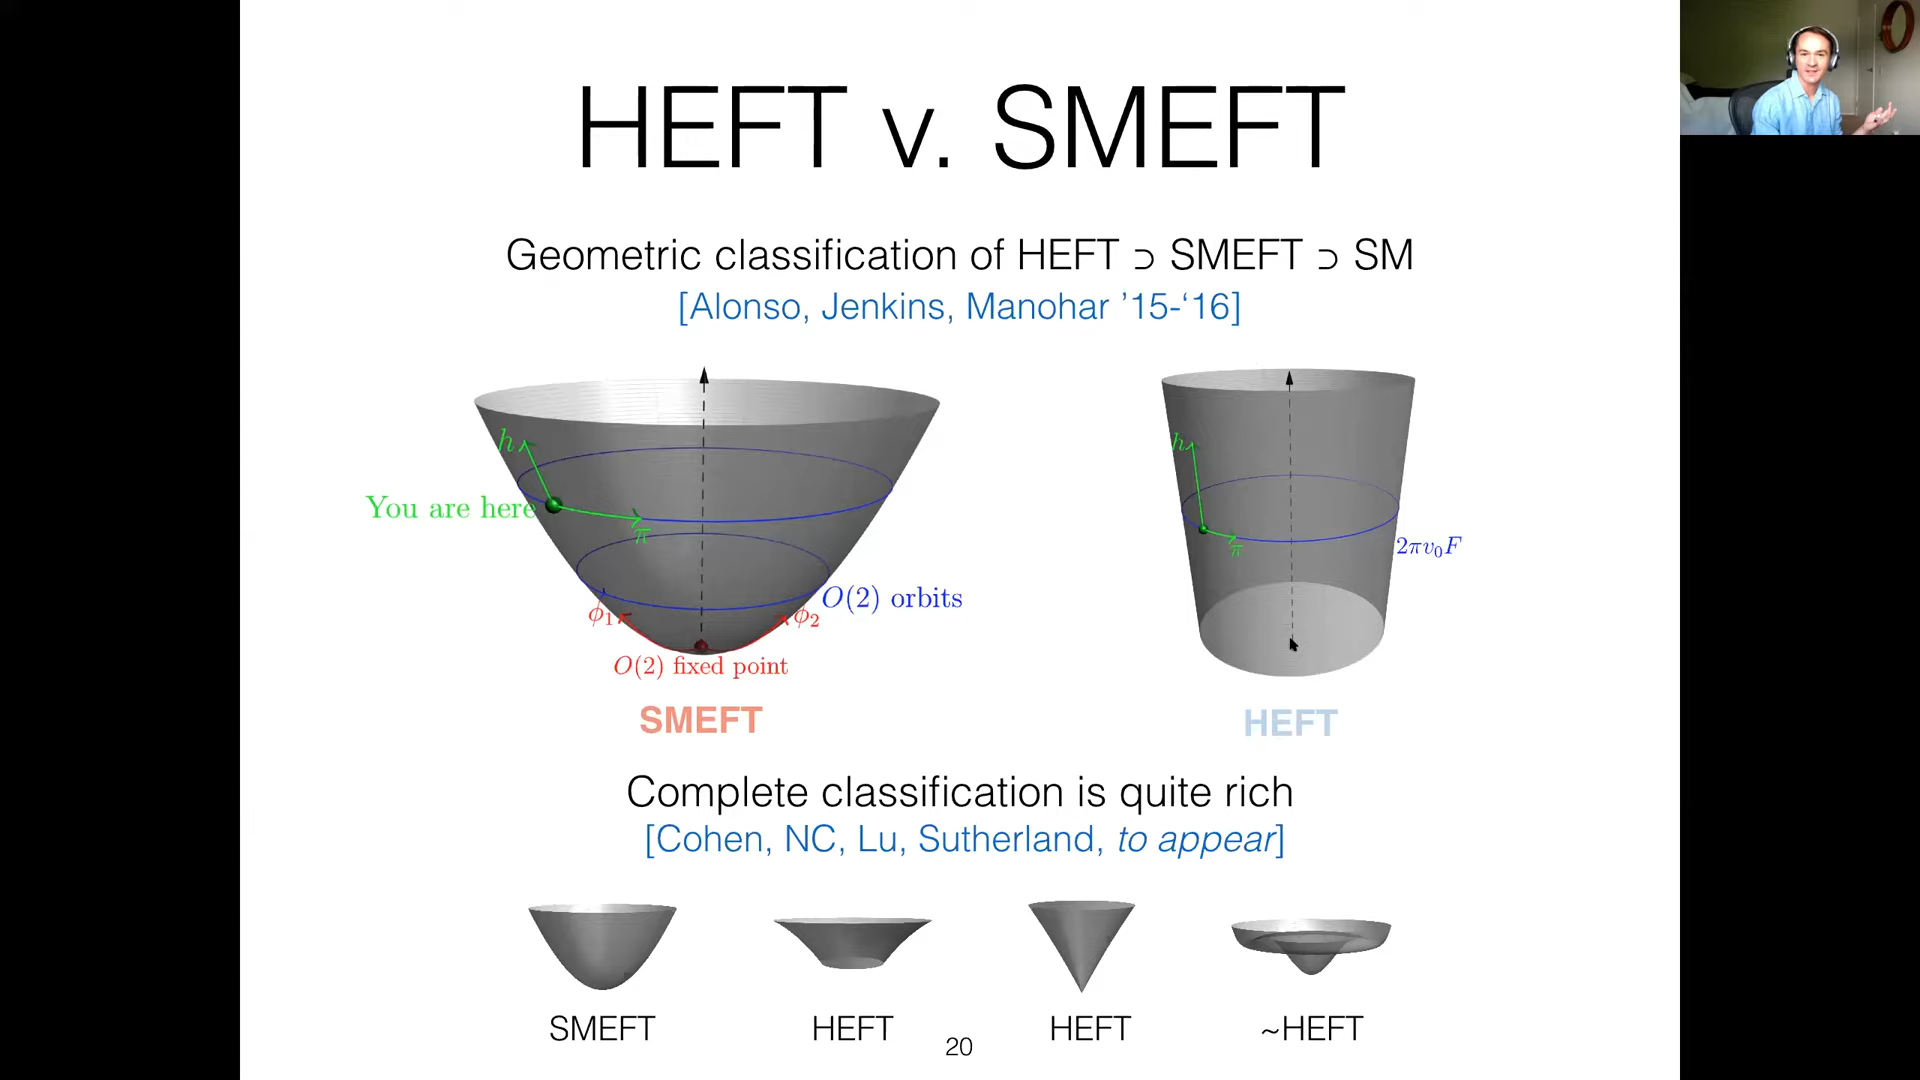 HEFT v. SMEFT
Geometric classification of HEFT ⊃ SMEFT ⊃ SM
[Alonso, Jenkins, Manohar ’15-‘16]
h
You are here
π
ϕ1
ϕ2
O(2) orbits
O(2) fixed point
SMEFT
h
π
2πv₀F
HEFT
Complete classification is quite rich
[Cohen, NC, Lu, Sutherland, to appear]
SMEFT
HEFT
HEFT
~HEFT
20